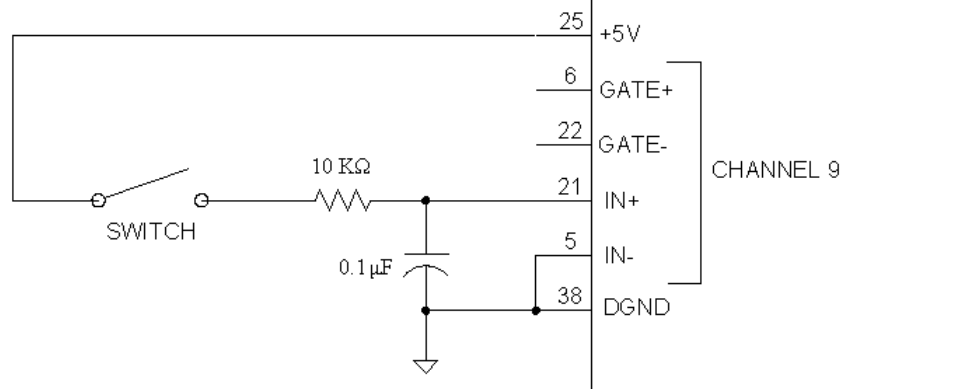 25 +5V
6 GATE+
22 GATE-
CHANNEL 9
10 KΩ
21 IN+
SWITCH
5 IN-
0.1µF
38 DGND